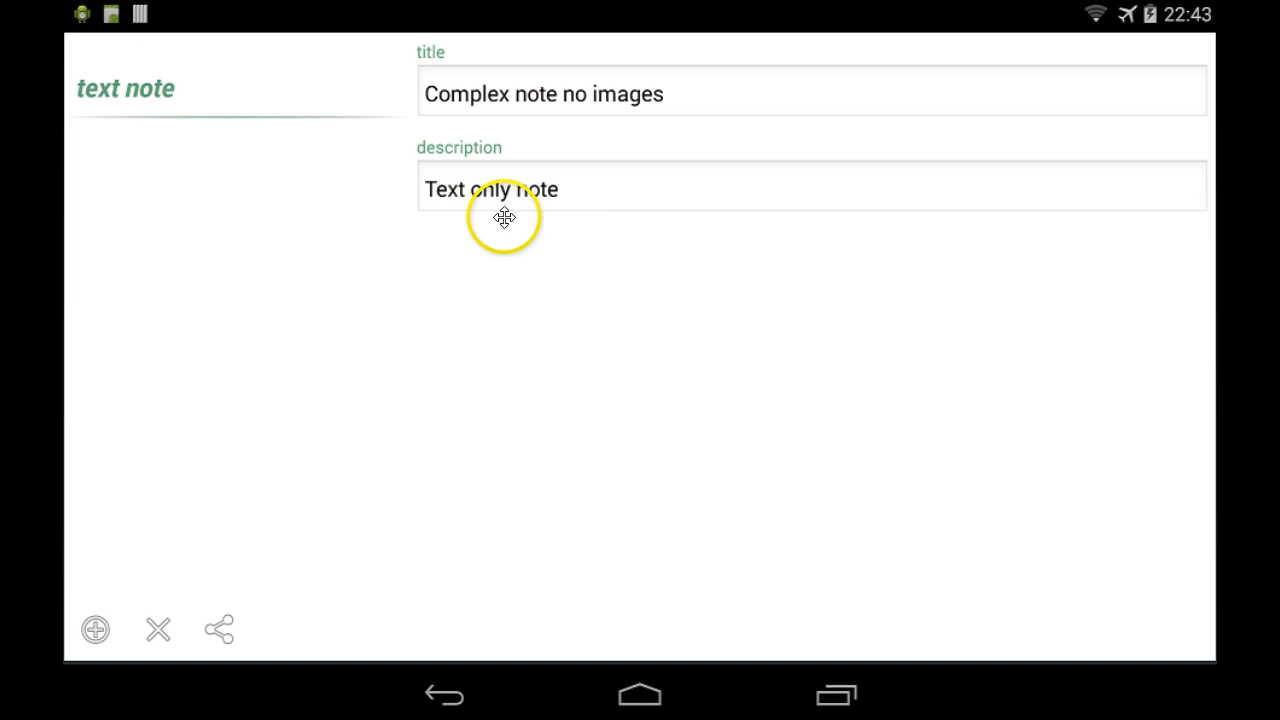 22:43
text note
title
Complex note no images
description
Text only note